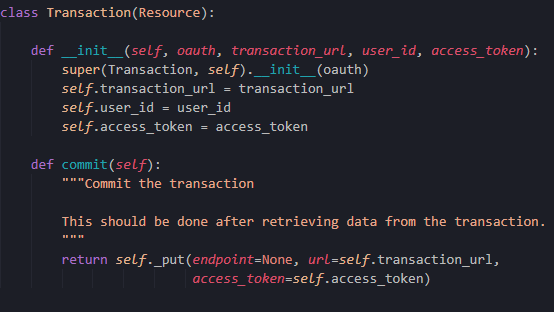 class Transaction(Resource):
def __init__(self, oauth, transaction_url, user_id, access_token):
super(Transaction, self).__init__(oauth)
self.transaction_url = transaction_url
self.user_id = user_id
self.access_token = access_token
def commit(self):
"""Commit the transaction
This should be done after retrieving data from the transaction.
"""
return self._put(endpoint=None, url=self.transaction_url,
access_token=self.access_token)